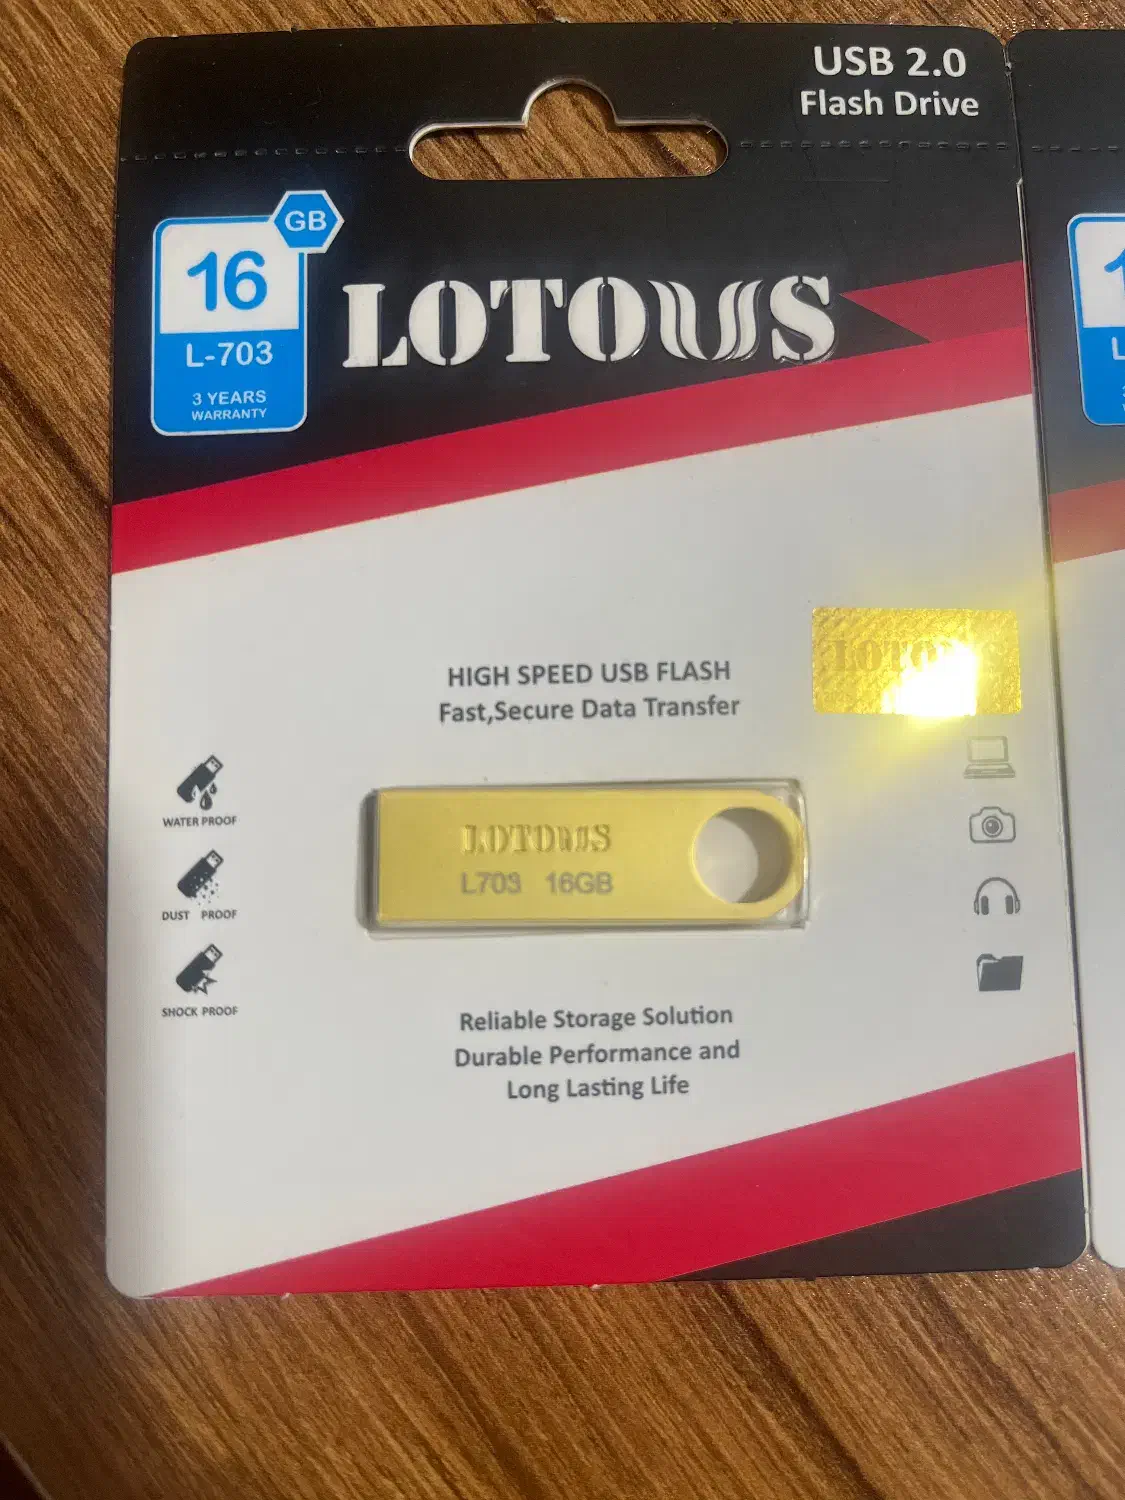 USB 2.0
Flash Drive
GB
16
L-703
3 YEARS
WARRANTY
LOTOUS
HIGH SPEED USB FLASH
Fast,Secure Data Transfer
WATER PROOF
DUST PROOF
SHOCK PROOF
LOTOUS
L703 16GB
Reliable Storage Solution
Durable Performance and
Long Lasting Life